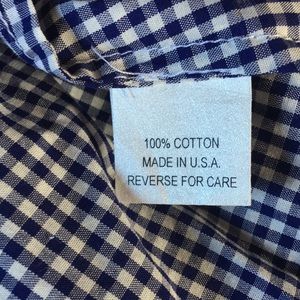 100% COTTON
MADE IN U.S.A.
REVERSE FOR CARE